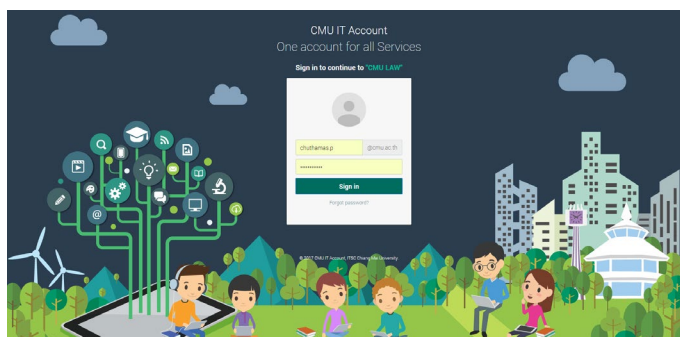 CMU IT Account
One account for all Services
Sign in to continue to "CMU LAW"
chuthamas.p @cmu.ac.th
••••••••••
Sign in
Forgot password?
© 2017 CMU IT Account, ITSC Chiang Mai University.
@